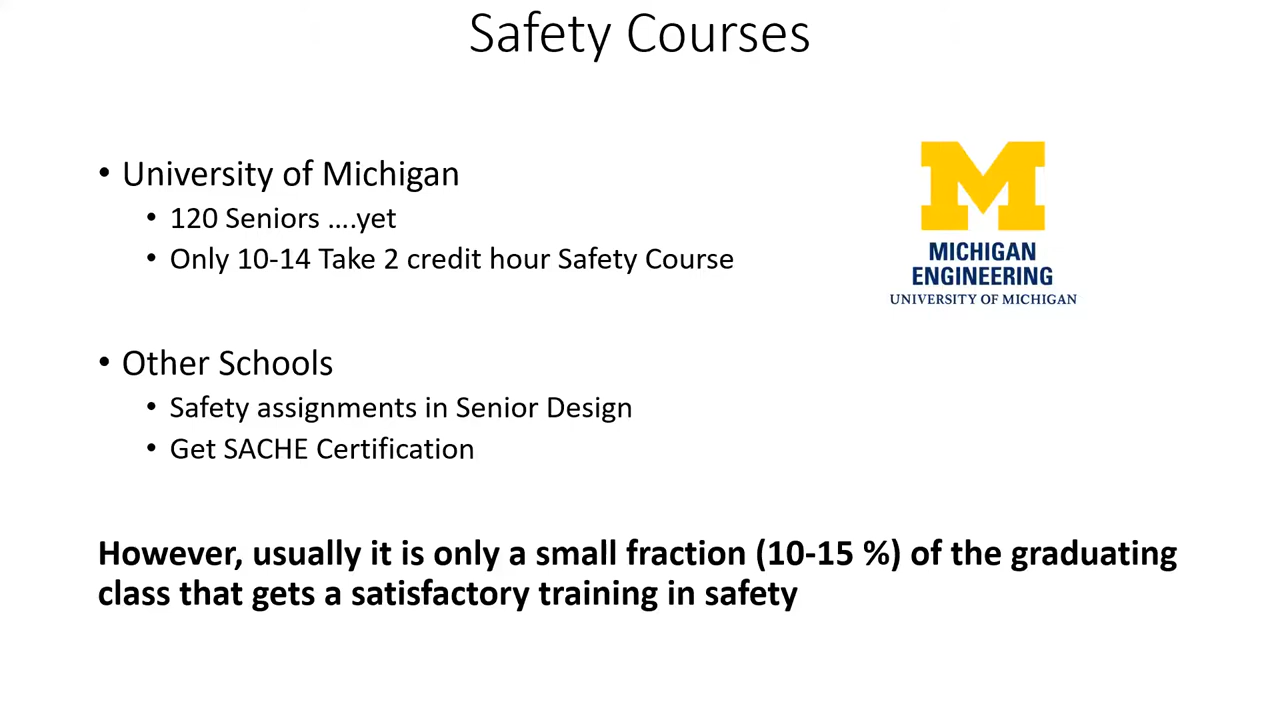 Safety Courses
• University of Michigan
• 120 Seniors ....yet
• Only 10-14 Take 2 credit hour Safety Course
M
MICHIGAN
ENGINEERING
UNIVERSITY OF MICHIGAN
• Other Schools
• Safety assignments in Senior Design
• Get SACHE Certification
However, usually it is only a small fraction (10-15 %) of the graduating
class that gets a satisfactory training in safety